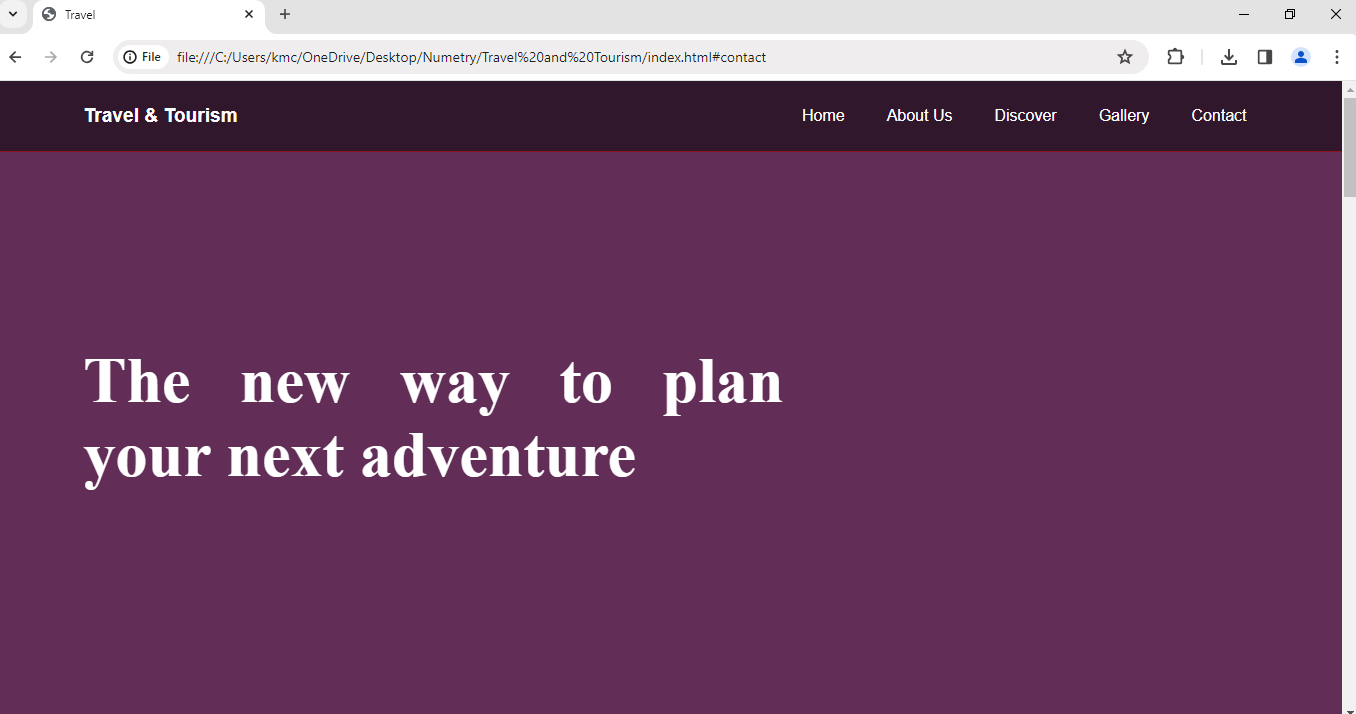 Travel
File
file:///C:/Users/kmc/OneDrive/Desktop/Numetry/Travel%20and%20Tourism/index.html#contact
Travel & Tourism Home About Us Discover Gallery Contact
The new way to plan
your next adventure